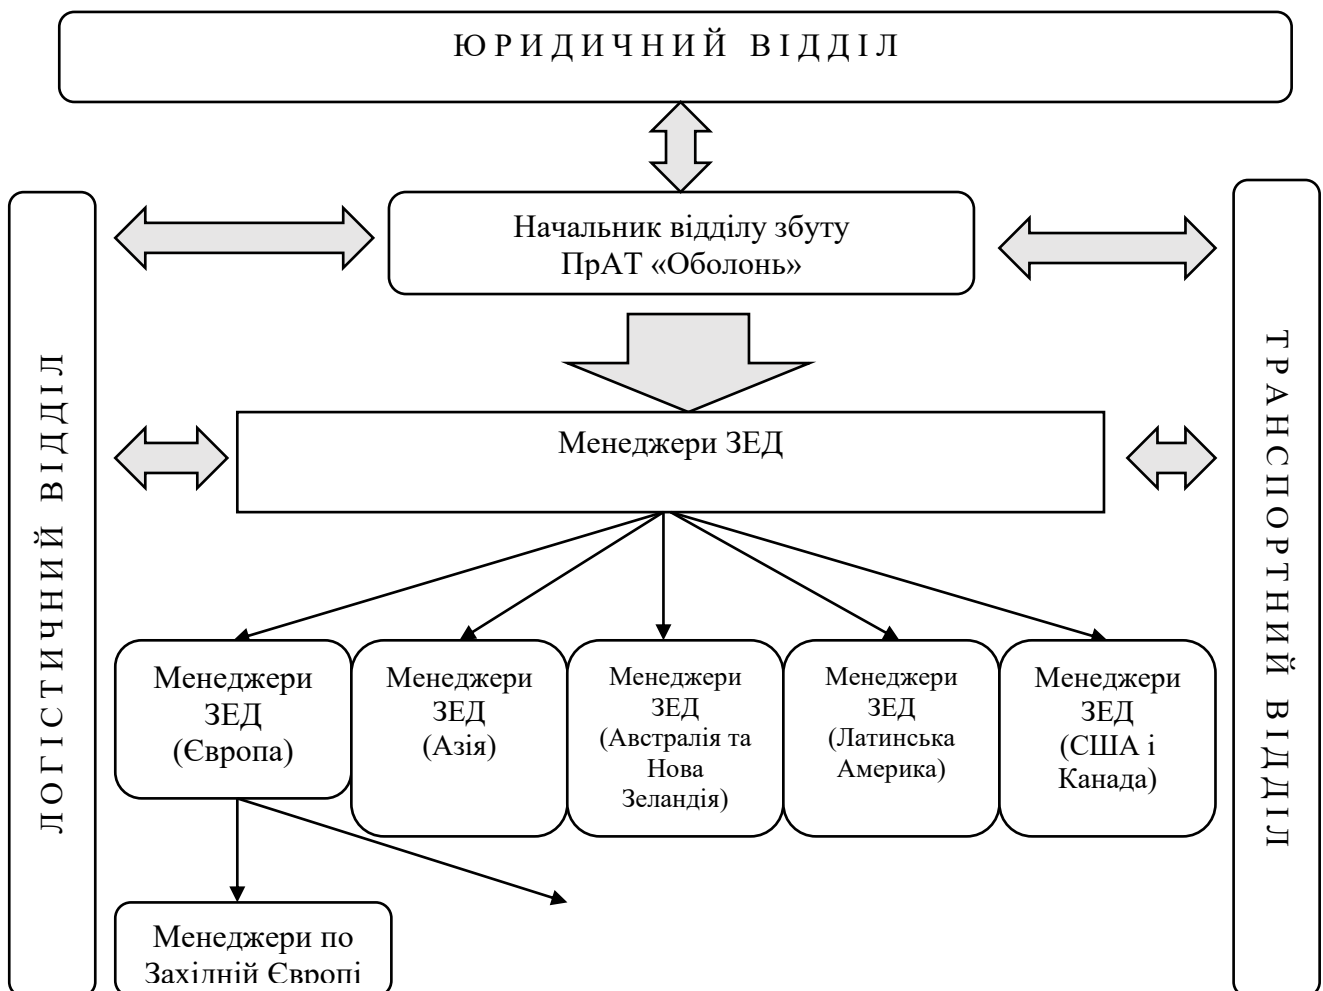 ЮРИДИЧНИЙ ВІДДІЛ
Начальник відділу збуту
ПрАТ «Оболонь»
ЛОГІСТИЧНИЙ ВІДДІЛ
ТРАНСПОРТНИЙ ВІДДІЛ
Менеджери ЗЕД
Менеджери
ЗЕД
(Європа)
Менеджери
ЗЕД
(Азія)
Менеджери
ЗЕД
(Австралія та
Нова
Зеландія)
Менеджери
ЗЕД
(Латинська
Америка)
Менеджери
ЗЕД
(США і
Канада)
Менеджери по
Західній Європі